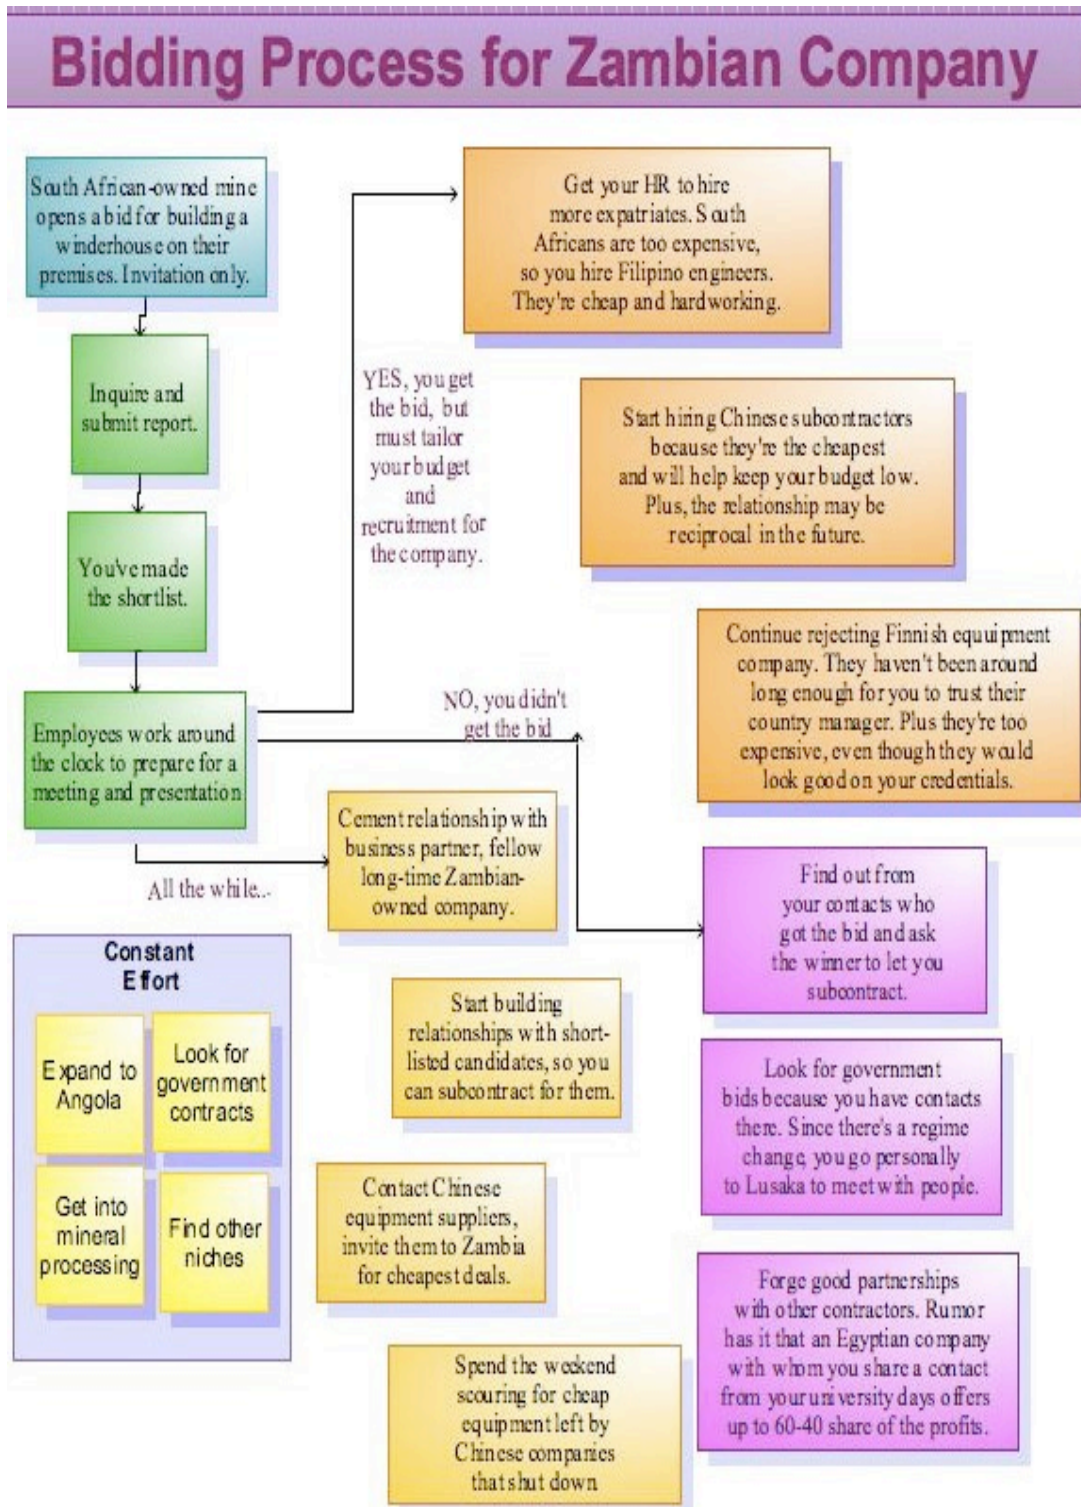 Bidding Process for Zambian Company
South African-owned mine
opens a bid for building a
winderhouse on their
premises. Invitation only.
Inquire and
submit report.
You've made
the shortlist.
Employees work around
the clock to prepare for a
meeting and presentation
YES, you get
the bid, but
must tailor
your budget
and
recruitment for
the company.
Get your HR to hire
more expatriates. South
Africans are too expensive,
so you hire Filipino engineers.
They're cheap and hardworking.
Start hiring Chinese subcontractors
because they're the cheapest
and will help keep your budget low.
Plus, the relationship may be
reciprocal in the future.
Continue rejecting Finnish equuipment
company. They haven't been around
long enough for you to trust their
country manager. Plus they're too
expensive, even though they would
look good on your credentials.
NO, you didn't
get the bid
Find out from
your contacts who
got the bid and ask
the winner to let you
subcontract.
Look for government
bids because you have contacts
there. Since there's a regime
change, you go personally
to Lusaka to meet with people.
Forge good partnerships
with other contractors. Rumor
has it that an Egyptian company
with whom you share a contact
from your university days offers
up to 60-40 share of the profits.
All the while...
Cement relationship with
business partner, fellow
long-time Zambian-
owned company.
Start building
relationships with short-
listed candidates, so you
can subcontract for them.
Contact Chinese
equipment suppliers,
invite them to Zambia
for cheapest deals.
Spend the weekend
scouring for cheap
equipment left by
Chinese companies
that shut down
Constant
Effort
Expand to
Angola
Look for
government
contracts
Get into
mineral
processing
Find other
niches